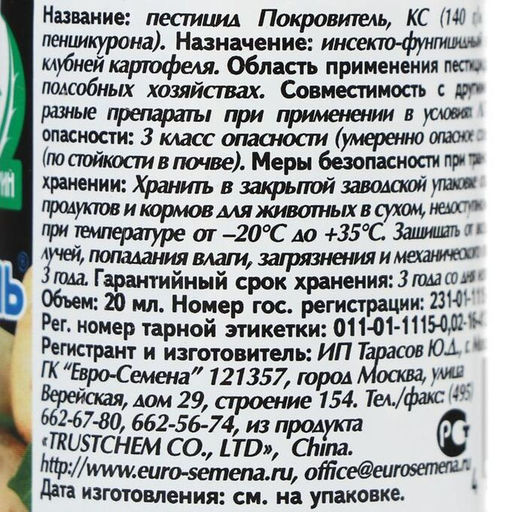 Название: пестицид Покровитель, КС (140
пенцикурона). Назначение: инсекто-фунгицидный
клубней картофеля. Область применения
подсобных хозяйствах. Совместимость с
разные препараты при применении в условиях
опасности: 3 класс опасности (умеренно опасное
(по стойкости в почве). Меры безопасности при
хранении: Хранить в закрытой заводской упаковке
продуктов и кормов для животных в сухом,
при температуре от –20°С до +35°С. Защищать от
лучей, попадания влаги, загрязнения и механического
3 года. Гарантийный срок хранения: 3 года со дня
Объем: 20 мл. Номер гос. регистрации: 231-01-
Рег. номер тарной этикетки: 011-01-1115-0,02-16-
Регистрант и изготовитель: ИП Тарасов Ю.Д., г.
ГК "Евро-Семена" 121357, город Москва, улица
Верейская, дом 29, строение 154. Тел./факс: (495)
662-67-80, 662-56-74, из продукта
«TRUSTCHEM CO., LTD», China.
http://www.euro-semena.ru, office@eurosemena.ru
Дата изготовления: см. на упаковке.